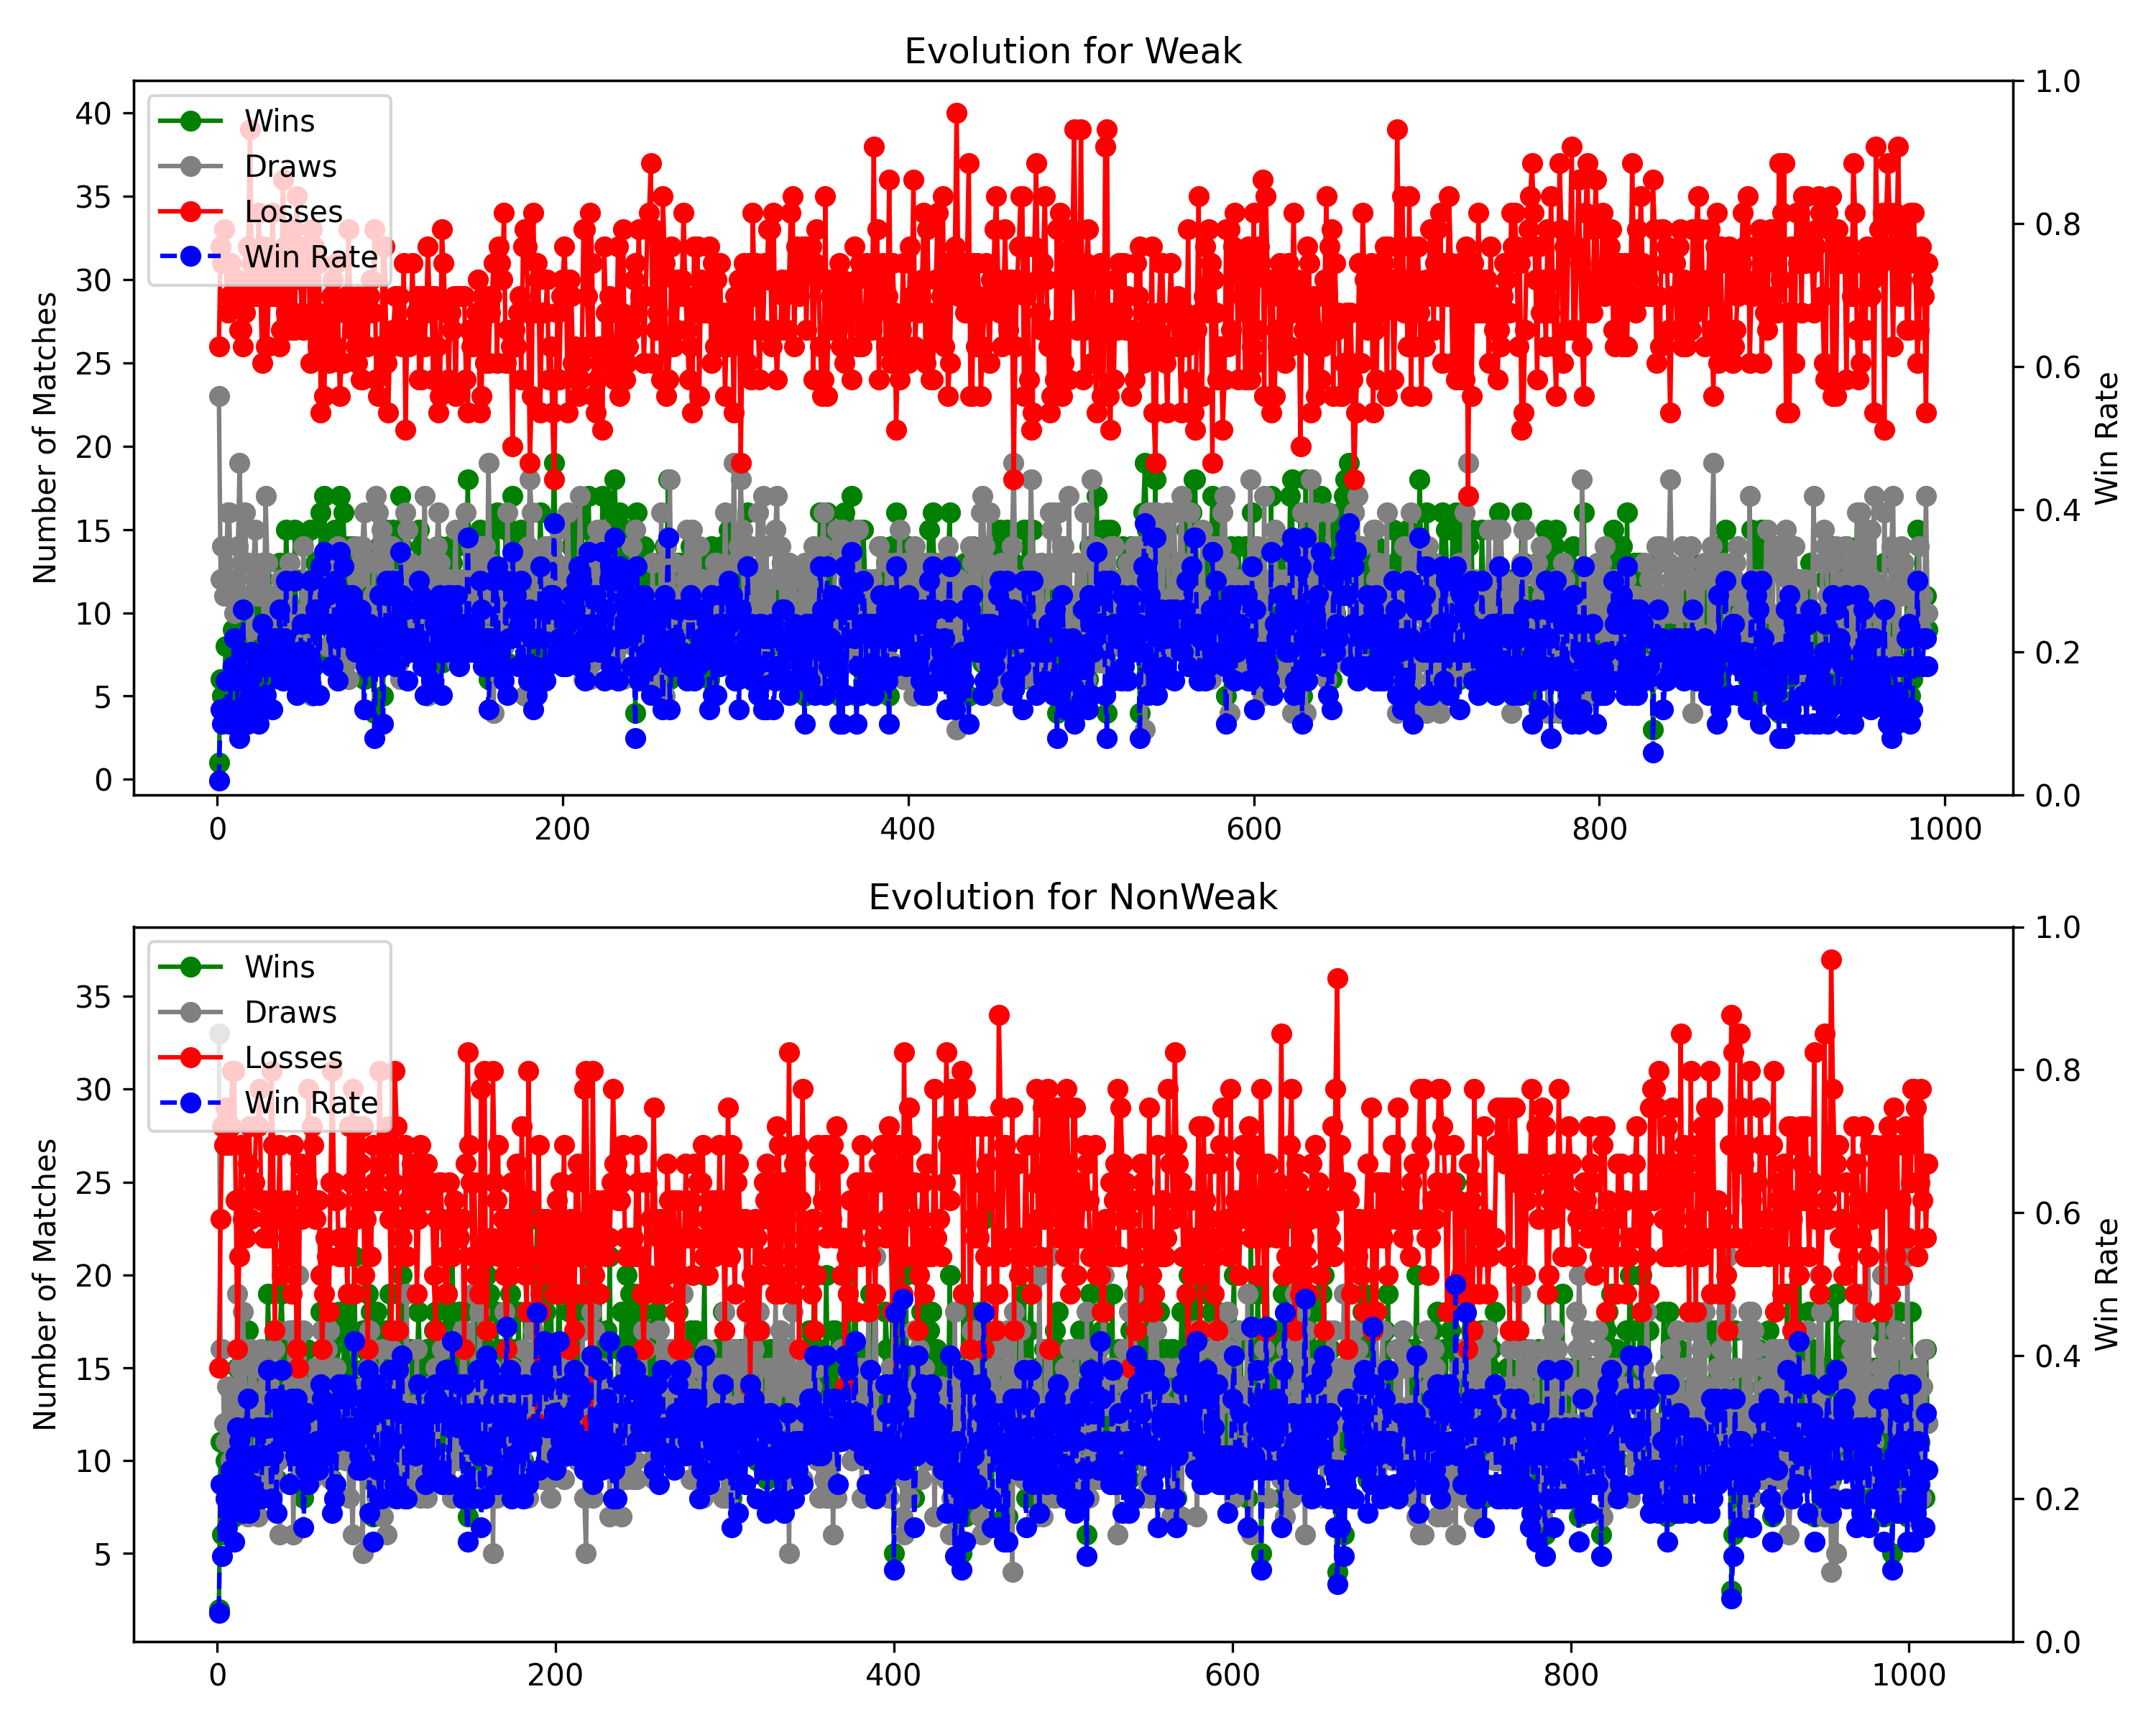 Evolution for Weak
Wins
Draws
Losses
Win Rate
Number of Matches
Win Rate
40
35
30
25
20
15
10
5
0
1.0
0.8
0.6
0.4
0.2
0.0
0 200 400 600 800 1000
Evolution for NonWeak
Wins
Draws
Losses
Win Rate
Number of Matches
Win Rate
35
30
25
20
15
10
5
1.0
0.8
0.6
0.4
0.2
0.0
0 200 400 600 800 1000